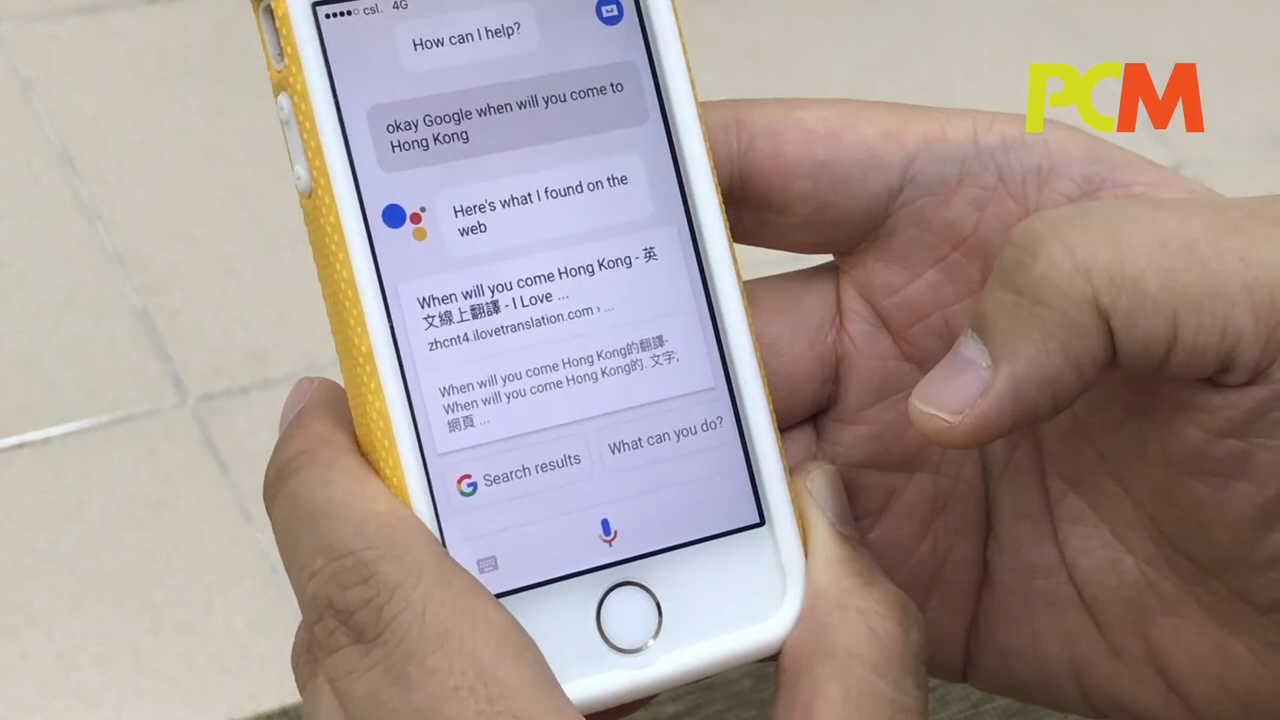 csl. 4G
How can I help?
PCM
okay Google when will you come to
Hong Kong
Here's what I found on the
web
When will you come Hong Kong - 英
文線上翻譯 - I Love ...
zhcnt4.ilovetranslation.com › ...
When will you come Hong Kong的翻譯-
When will you come Hong Kong的. 文字;
網頁 ...
G Search results
What can you do?